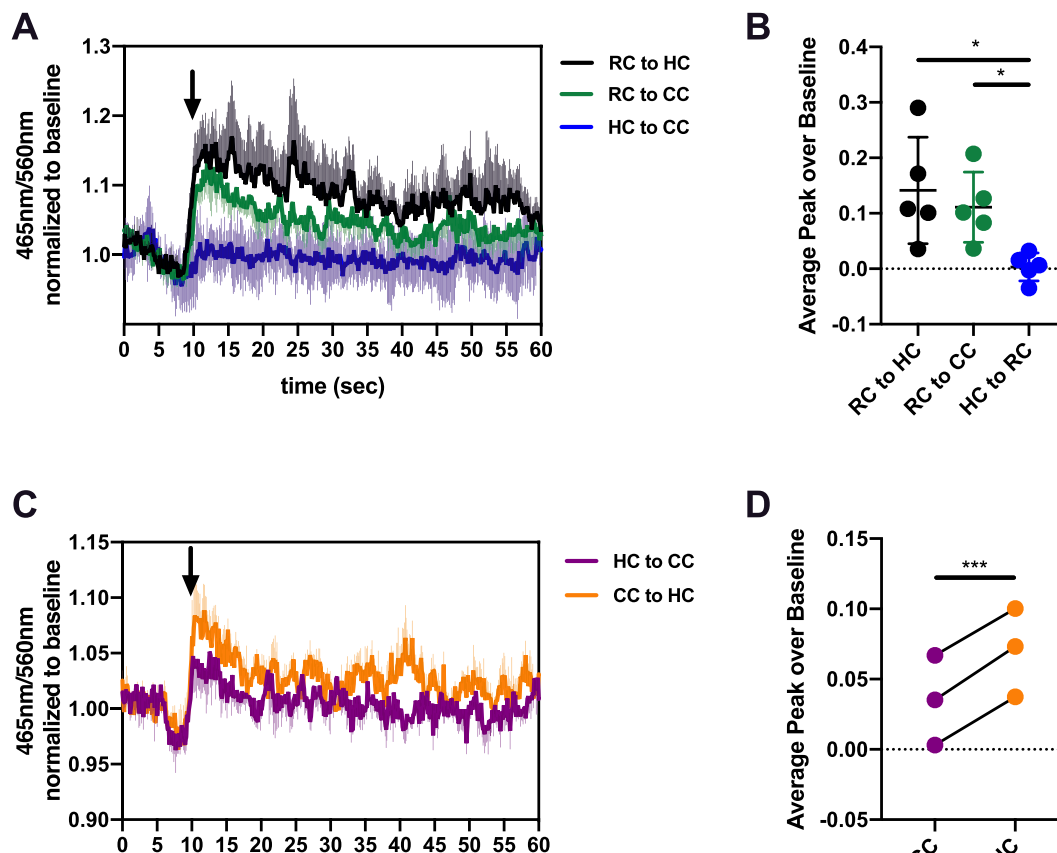 A
465nm/560nm
normalized to baseline
1.3
1.2
1.1
1.0
0 5 10 15 20 25 30 35 40 45 50 55 60
time (sec)
RC to HC
RC to CC
HC to CC
B
Average Peak over Baseline
0.4
0.3
0.2
0.1
0.0
-0.1
*
*
RC to HC
RC to CC
HC to RC
C
465nm/560nm
normalized to baseline
1.15
1.10
1.05
1.00
0.95
0.90
0 5 10 15 20 25 30 35 40 45 50 55 60
HC to CC
CC to HC
D
Average Peak over Baseline
0.15
0.10
0.05
0.00
-0.05
***
HC